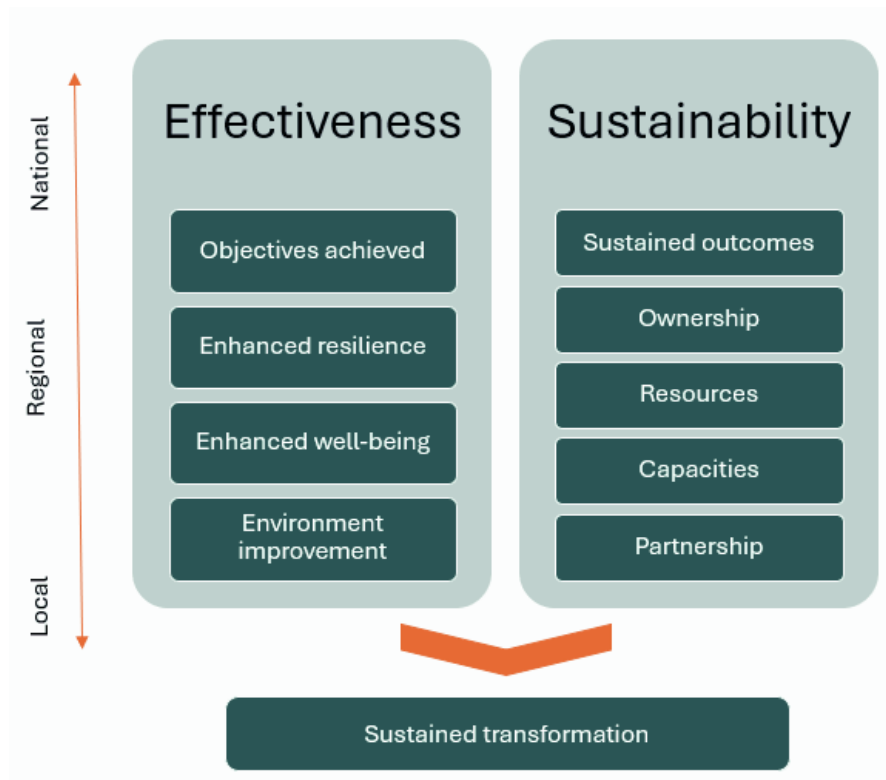 National
Regional
Local
Effectiveness
Objectives achieved
Enhanced resilience
Enhanced well-being
Environment
improvement
Sustainability
Sustained outcomes
Ownership
Resources
Capacities
Partnership
Sustained transformation